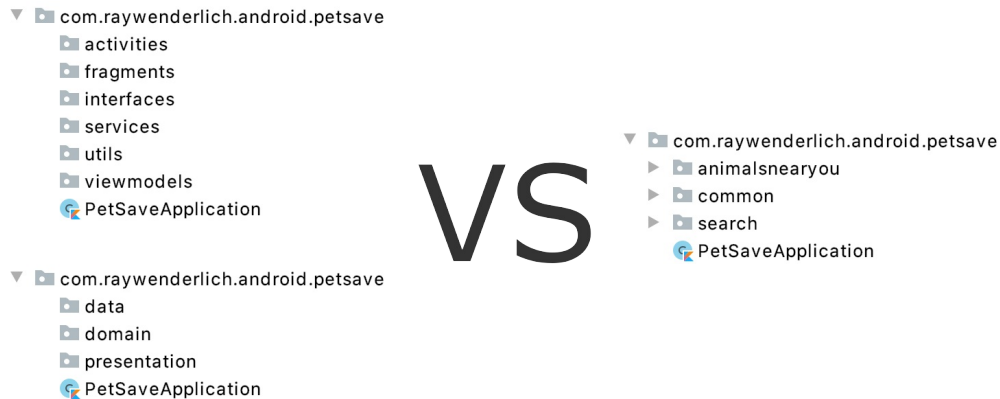 com.raywenderlich.android.petsave
activities
fragments
interfaces
services
utils
viewmodels
PetSaveApplication
com.raywenderlich.android.petsave
data
domain
presentation
PetSaveApplication
VS
com.raywenderlich.android.petsave
animalsnearyou
common
search
PetSaveApplication